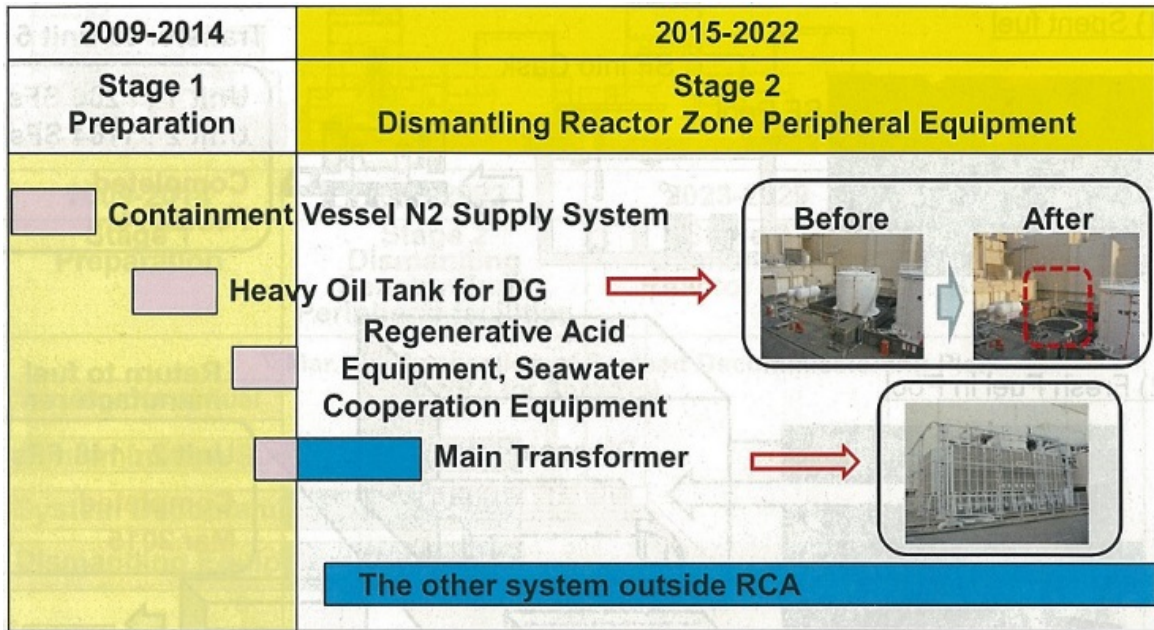 2009-2014
2015-2022
Stage 1
Preparation
Stage 2
Dismantling Reactor Zone Peripheral Equipment
Containment Vessel N2 Supply System
Before
After
Heavy Oil Tank for DG
Regenerative Acid
Equipment, Seawater
Cooperation Equipment
Main Transformer
The other system outside RCA